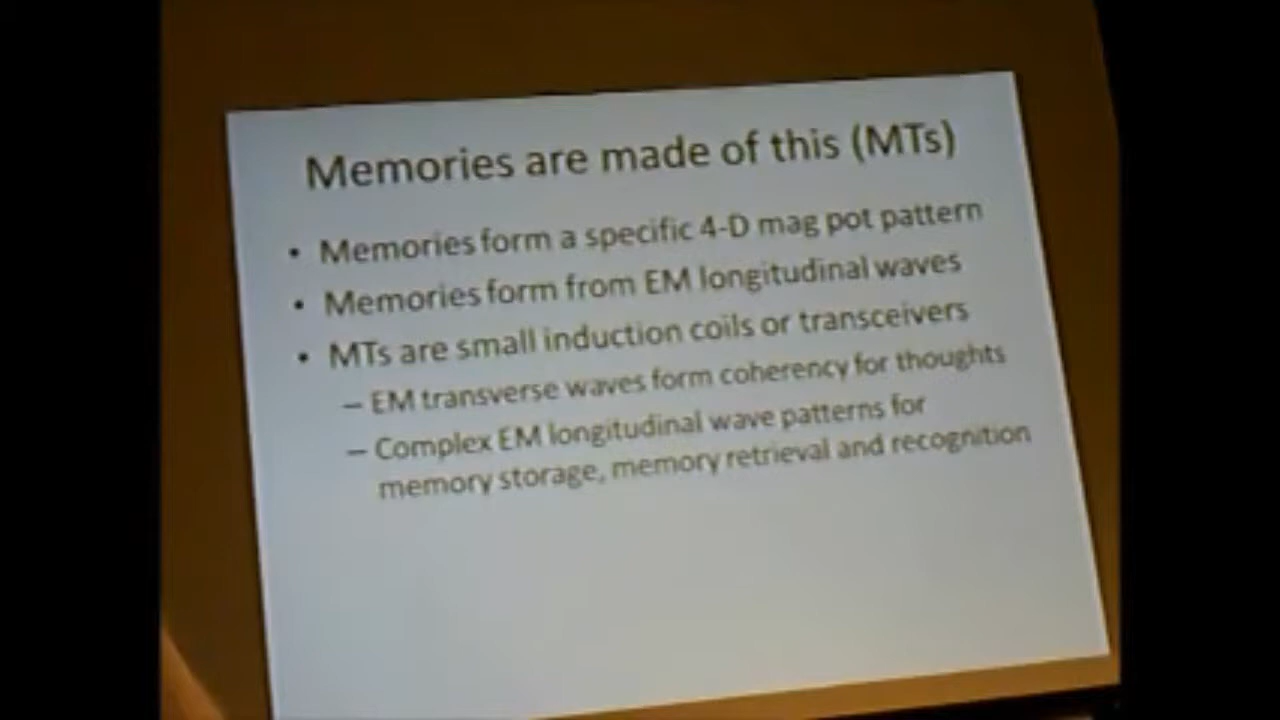 Memories are made of this (MTs)
• Memories form a specific 4-D mag pot pattern
• Memories form from EM longitudinal waves
• MTs are small induction coils or transceivers
– EM transverse waves form coherency for thoughts
– Complex EM longitudinal wave patterns for
memory storage, memory retrieval and recognition